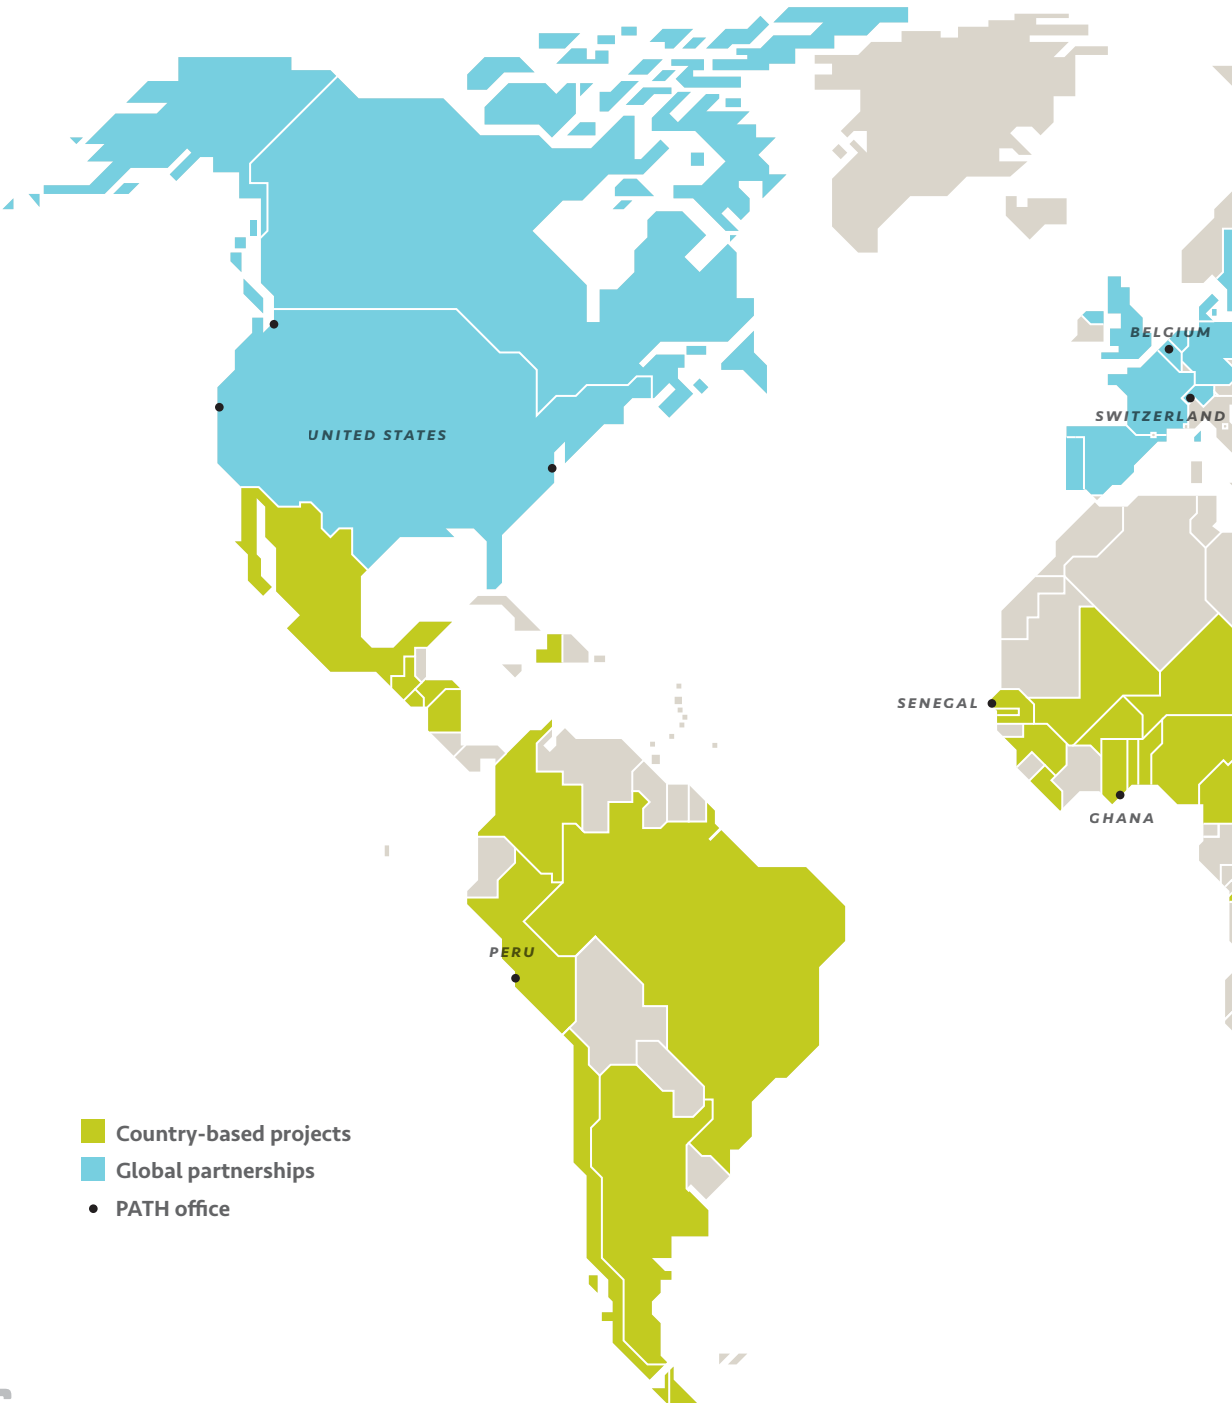 BELGIUM
SWITZERLAND
UNITED STATES
SENEGAL
GHANA
PERU
Country-based projects
Global partnerships
PATH office